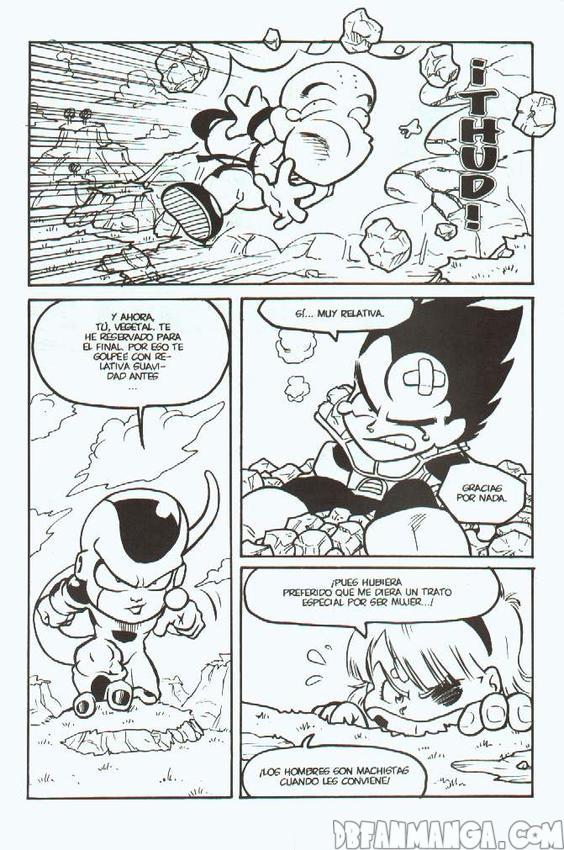 ¡THUD!
Y AHORA,
TÚ, VEGETAL. TE
HE RESERVADO PARA
EL FINAL. POR ESO TE
GOLPEÉ CON RE-
LATIVA SUAVI-
DAD ANTES
...
SÍ... MUY RELATIVA.
GRACIAS
POR NADA.
¡PUES HUBIERA
PREFERIDO QUE ME DIERA UN TRATO
ESPECIAL POR SER MUJER...!
¡LOS HOMBRES SON MACHISTAS
CUANDO LES CONVIENE!
DBFANMANGA.COM